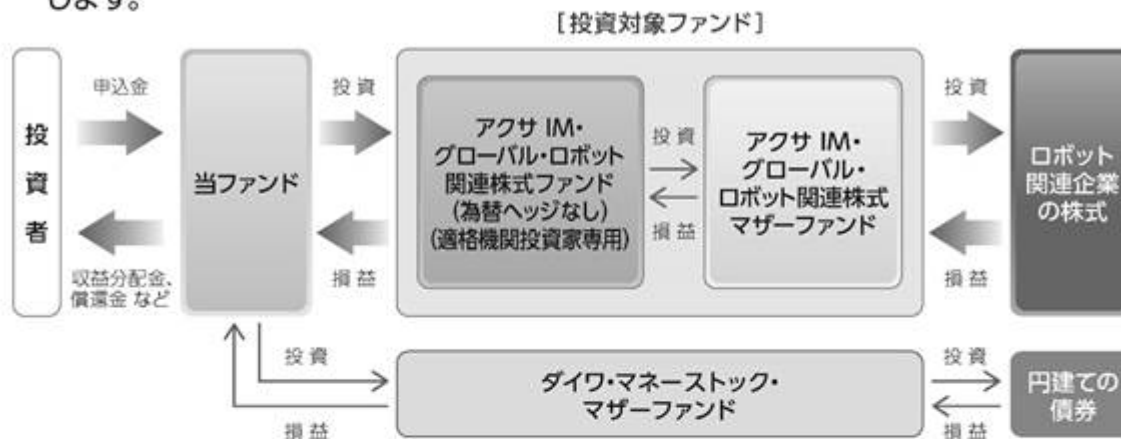 します。
[投資対象ファンド]
投資者
申込金
収益分配金、
償還金 など
当ファンド
投資
損益
アクサ IM・
グローバル・ロボット
関連株式ファンド
(為替ヘッジなし)
(適格機関投資家専用)
投資
損益
アクサ IM・
グローバル・
ロボット関連株式
マザーファンド
投資
損益
ロボット
関連企業
の株式
投資
損益
ダイワ・マネーストック・
マザーファンド
投資
損益
円建ての
債券